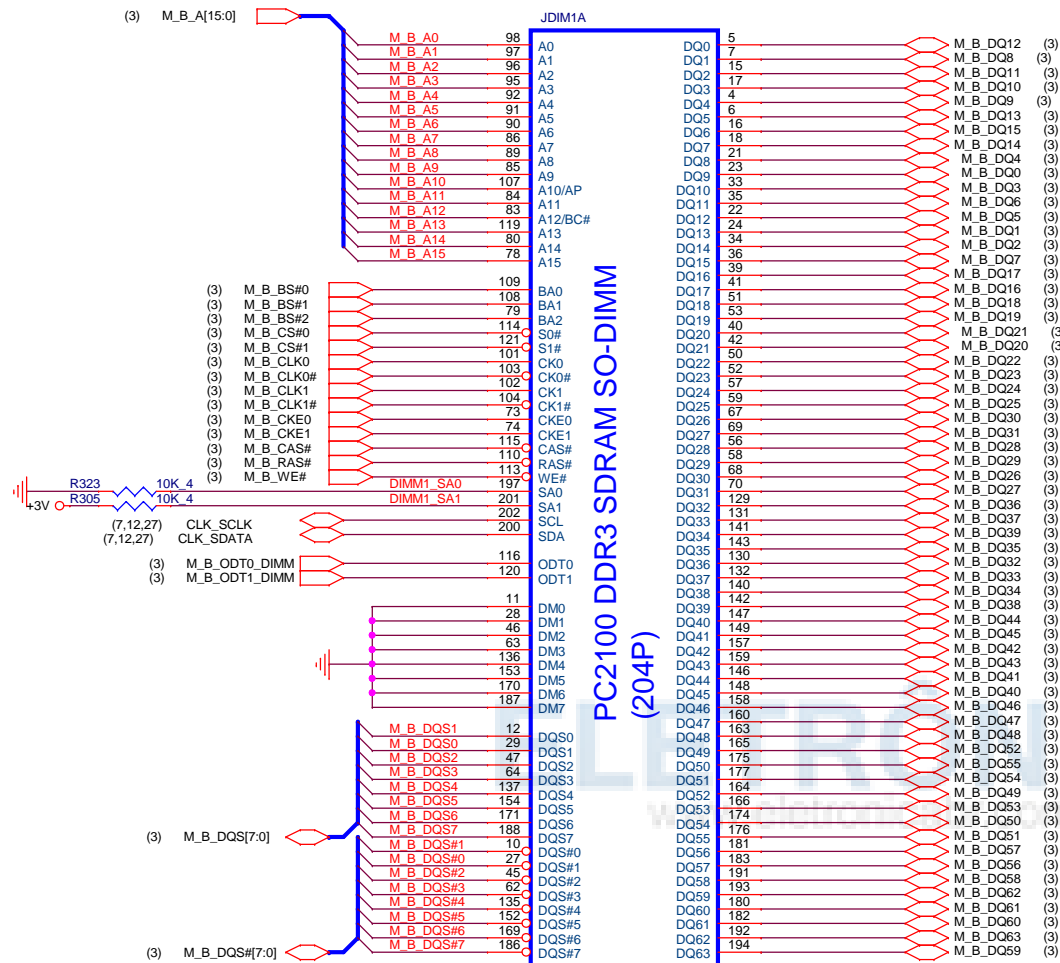 (3) M_B_A[15:0]
JDIM1A
M_B_A0 98 A0
M_B_A1 97 A1
M_B_A2 96 A2
M_B_A3 95 A3
M_B_A4 92 A4
M_B_A5 91 A5
M_B_A6 90 A6
M_B_A7 86 A7
M_B_A8 89 A8
M_B_A9 85 A9
M_B_A10 107 A10/AP
M_B_A11 84 A11
M_B_A12 83 A12/BC#
M_B_A13 119 A13
M_B_A14 80 A14
M_B_A15 78 A15
(3) M_B_BS#0 109 BA0
(3) M_B_BS#1 108 BA1
(3) M_B_BS#2 79 BA2
(3) M_B_CS#0 114 S0#
(3) M_B_CS#1 121 S1#
(3) M_B_CLK0 101 CK0
(3) M_B_CLK0# 103 CK0#
(3) M_B_CLK1 102 CK1
(3) M_B_CLK1# 104 CK1#
(3) M_B_CKE0 73 CKE0
(3) M_B_CKE1 74 CKE1
(3) M_B_CAS# 115 CAS#
(3) M_B_RAS# 110 RAS#
(3) M_B_WE# 113 WE#
R323 10K_4 DIMM1_SA0 197 SA0
+3V R305 10K_4 DIMM1_SA1 201 SA1
(7,12,27) CLK_SCLK 202 SCL
(7,12,27) CLK_SDATA 200 SDA
(3) M_B_ODT0_DIMM 116 ODT0
(3) M_B_ODT1_DIMM 120 ODT1
11 DM0
28 DM1
46 DM2
63 DM3
136 DM4
153 DM5
170 DM6
187 DM7
M_B_DQS1 12 DQS0
M_B_DQS0 29 DQS1
M_B_DQS2 47 DQS2
M_B_DQS3 64 DQS3
M_B_DQS4 137 DQS4
M_B_DQS5 154 DQS5
M_B_DQS6 171 DQS6
M_B_DQS7 188 DQS7
(3) M_B_DQS[7:0]
M_B_DQS#1 10 DQS#0
M_B_DQS#0 27 DQS#1
M_B_DQS#2 45 DQS#2
M_B_DQS#3 62 DQS#3
M_B_DQS#4 135 DQS#4
M_B_DQS#5 152 DQS#5
M_B_DQS#6 169 DQS#6
M_B_DQS#7 186 DQS#7
(3) M_B_DQS#[7:0]
PC2100 DDR3 SDRAM SO-DIMM
(204P)
DQ0 5 M_B_DQ12 (3)
DQ1 7 M_B_DQ8 (3)
DQ2 15 M_B_DQ11 (3)
DQ3 17 M_B_DQ10 (3)
DQ4 4 M_B_DQ9 (3)
DQ5 6 M_B_DQ13 (3)
DQ6 16 M_B_DQ15 (3)
DQ7 18 M_B_DQ14 (3)
DQ8 21 M_B_DQ4 (3)
DQ9 23 M_B_DQ0 (3)
DQ10 33 M_B_DQ3 (3)
DQ11 35 M_B_DQ6 (3)
DQ12 22 M_B_DQ5 (3)
DQ13 24 M_B_DQ1 (3)
DQ14 34 M_B_DQ2 (3)
DQ15 36 M_B_DQ7 (3)
DQ16 39 M_B_DQ17 (3)
DQ17 41 M_B_DQ16 (3)
DQ18 51 M_B_DQ18 (3)
DQ19 53 M_B_DQ19 (3)
DQ20 40 M_B_DQ21 (3
DQ21 42 M_B_DQ20 (3
DQ22 50 M_B_DQ22 (3)
DQ23 52 M_B_DQ23 (3)
DQ24 57 M_B_DQ24 (3)
DQ25 59 M_B_DQ25 (3)
DQ26 67 M_B_DQ30 (3)
DQ27 69 M_B_DQ31 (3)
DQ28 56 M_B_DQ28 (3)
DQ29 58 M_B_DQ29 (3)
DQ30 68 M_B_DQ26 (3)
DQ31 70 M_B_DQ27 (3)
DQ32 129 M_B_DQ36 (3)
DQ33 131 M_B_DQ37 (3)
DQ34 141 M_B_DQ39 (3)
DQ35 143 M_B_DQ35 (3)
DQ36 130 M_B_DQ32 (3)
DQ37 132 M_B_DQ33 (3)
DQ38 140 M_B_DQ34 (3)
DQ39 142 M_B_DQ38 (3)
DQ40 147 M_B_DQ44 (3)
DQ41 149 M_B_DQ45 (3)
DQ42 157 M_B_DQ42 (3)
DQ43 159 M_B_DQ43 (3)
DQ44 146 M_B_DQ41 (3)
DQ45 148 M_B_DQ40 (3)
DQ46 158 M_B_DQ46 (3)
DQ47 160 M_B_DQ47 (3)
DQ48 163 M_B_DQ48 (3)
DQ49 165 M_B_DQ52 (3)
DQ50 175 M_B_DQ55 (3)
DQ51 177 M_B_DQ54 (3)
DQ52 164 M_B_DQ49 (3)
DQ53 166 M_B_DQ53 (3)
DQ54 174 M_B_DQ50 (3)
DQ55 176 M_B_DQ51 (3)
DQ56 181 M_B_DQ57 (3)
DQ57 183 M_B_DQ56 (3)
DQ58 191 M_B_DQ58 (3)
DQ59 193 M_B_DQ62 (3)
DQ60 180 M_B_DQ61 (3)
DQ61 182 M_B_DQ60 (3)
DQ62 192 M_B_DQ63 (3)
DQ63 194 M_B_DQ59 (3)
ELETRÔN